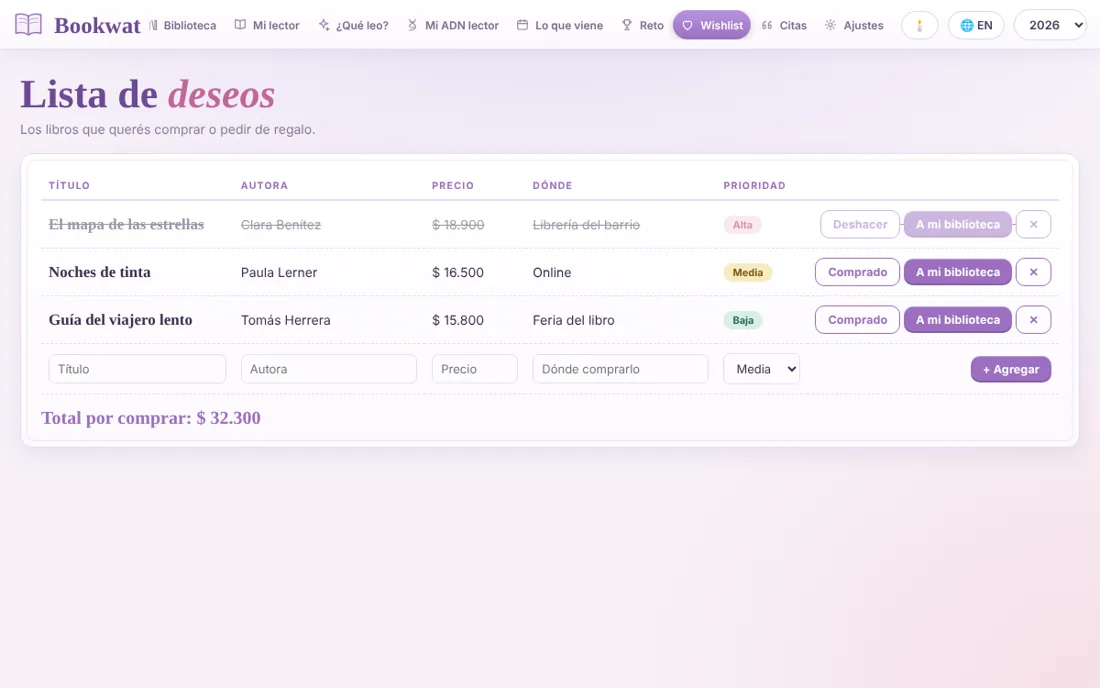 Bookwat Biblioteca Mi lector ¿Qué leo? Mi ADN lector Lo que viene Reto Wishlist Citas Ajustes EN 2026
Lista de deseos
Los libros que querés comprar o pedir de regalo.
TÍTULO AUTORA PRECIO DÓNDE PRIORIDAD
El mapa de las estrellas Clara Benítez $ 18.900 Librería del barrio Alta Deshacer A mi biblioteca ×
Noches de tinta Paula Lerner $ 16.500 Online Media Comprado A mi biblioteca ×
Guía del viajero lento Tomás Herrera $ 15.800 Feria del libro Baja Comprado A mi biblioteca ×
Título Autora Precio Dónde comprarlo Media + Agregar
Total por comprar: $ 32.300